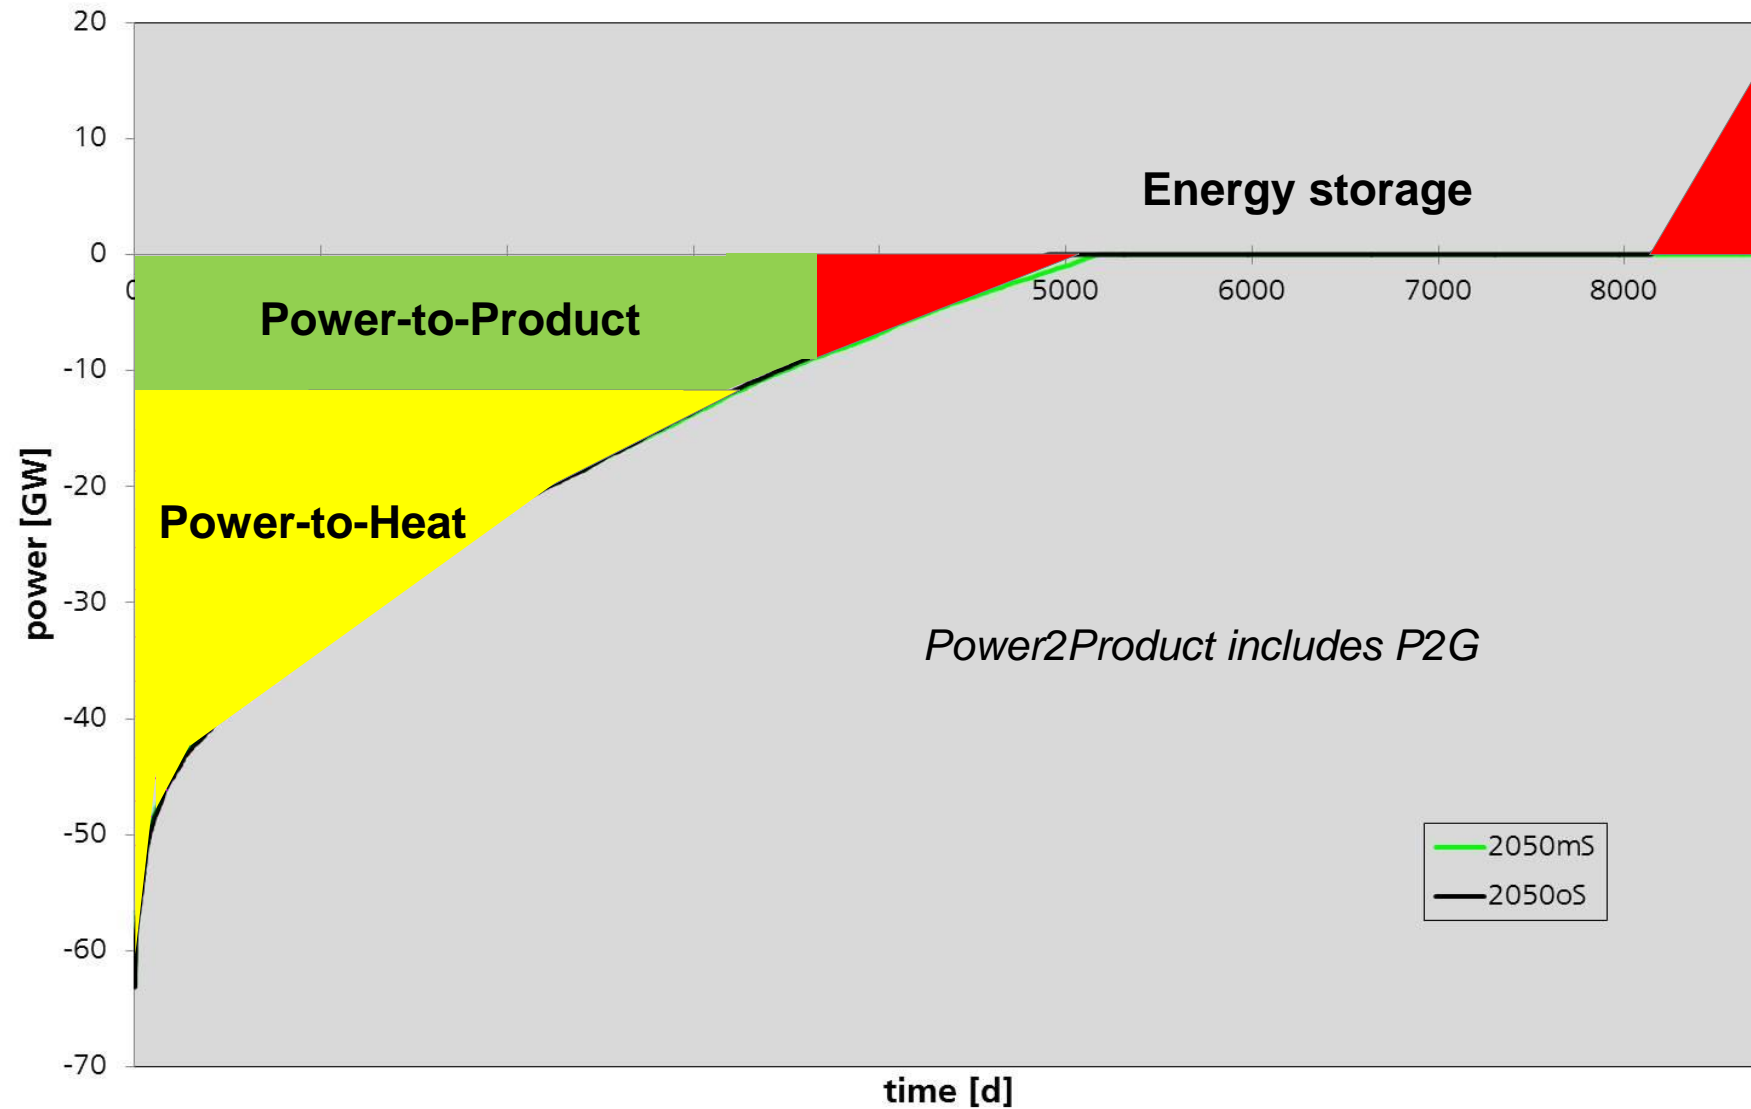 20
10
Energy storage
0
0 5000 6000 7000 8000
Power-to-Product
-10
-20
Power-to-Heat
power [GW]
-30
Power2Product includes P2G
-40
-50
2050mS
2050oS
-60
-70
time [d]